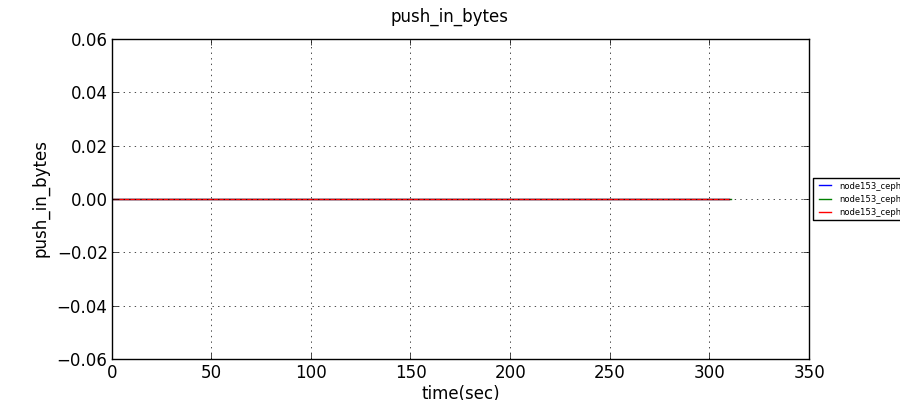 push_in_bytes
0.06
0.04
0.02
0.00
−0.02
−0.04
−0.06
push_in_bytes
0 50 100 150 200 250 300 350
time(sec)
node153_ceph
node153_ceph
node153_ceph